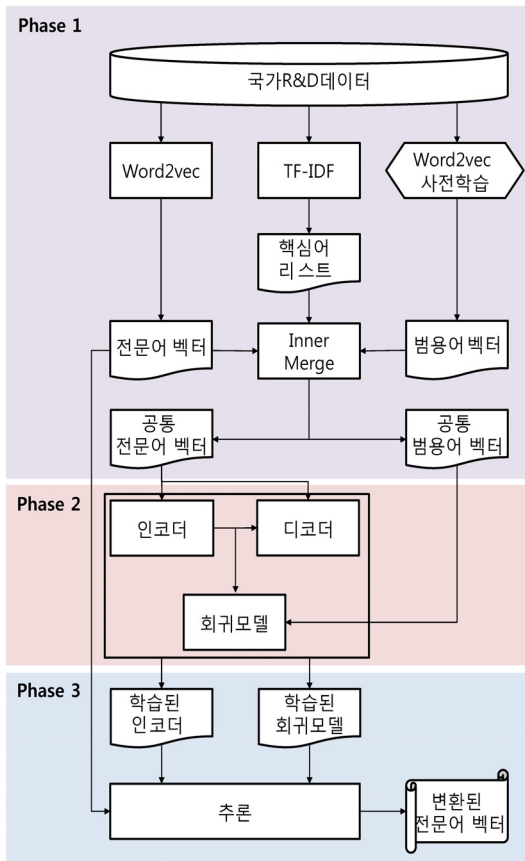 Phase 1
국가R&D데이터
Word2vec
TF-IDF
Word2vec
사전학습
핵심어
리스트
전문어 벡터
Inner
Merge
범용어 벡터
공통
전문어 벡터
공통
범용어 벡터
Phase 2
인코더
디코더
회귀모델
Phase 3
학습된
인코더
학습된
회귀모델
추론
변환된
전문어 벡터